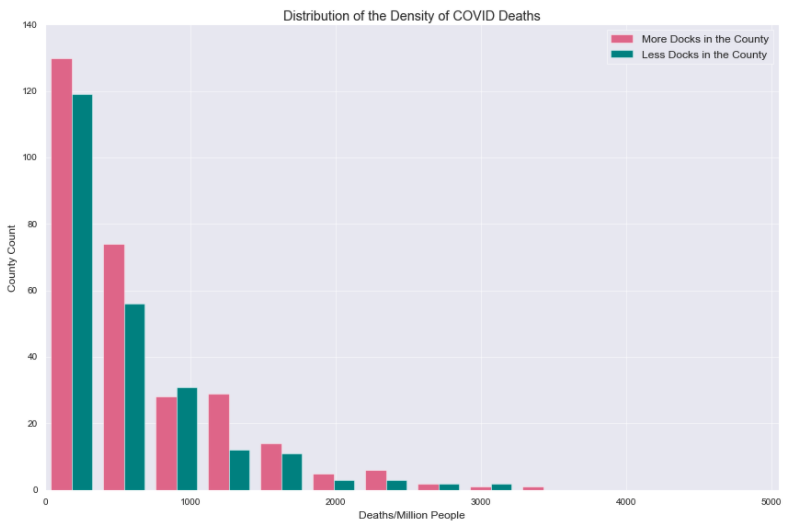 Distribution of the Density of COVID Deaths
More Docks in the County
Less Docks in the County
140
120
100
80
60
40
20
0
County Count
0 1000 2000 3000 4000 5000
Deaths/Million People